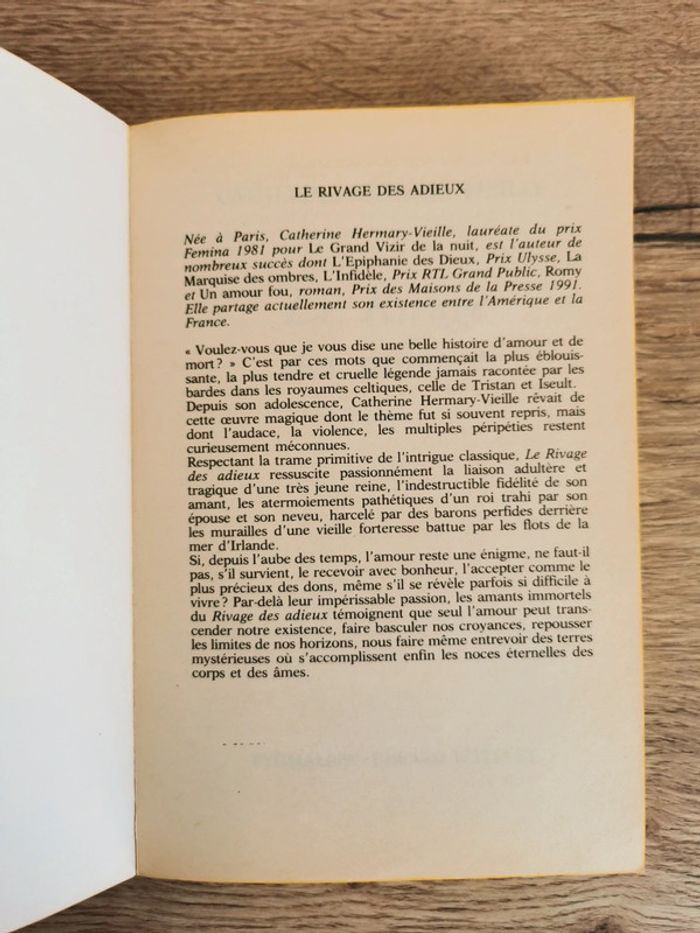 LE RIVAGE DES ADIEUX
Née à Paris, Catherine Hermary-Vieille, lauréate du prix
Femina 1981 pour Le Grand Vizir de la nuit, est l'auteur de
nombreux succès dont L'Epiphanie des Dieux, Prix Ulysse, La
Marquise des ombres, L'Infidèle, Prix RTL Grand Public, Romy
et Un amour fou, roman, Prix des Maisons de la Presse 1991.
Elle partage actuellement son existence entre l'Amérique et la
France.
« Voulez-vous que je vous dise une belle histoire d'amour et de
mort ? » C'est par ces mots que commençait la plus éblouis-
sante, la plus tendre et cruelle légende jamais racontée par les
bardes dans les royaumes celtiques, celle de Tristan et Iseult.
Depuis son adolescence, Catherine Hermary-Vieille rêvait de
cette œuvre magique dont le thème fut si souvent repris, mais
dont l'audace, la violence, les multiples péripéties restent
curieusement méconnues.
Respectant la trame primitive de l'intrigue classique, Le Rivage
des adieux ressuscite passionnément la liaison adultère et
tragique d'une très jeune reine, l'indestructible fidélité de son
amant, les atermoiements pathétiques d'un roi trahi par son
épouse et son neveu, harcelé par des barons perfides derrière
les murailles d'une vieille forteresse battue par les flots de la
mer d'Irlande.
Si, depuis l'aube des temps, l'amour reste une énigme, ne faut-il
pas, s'il survient, le recevoir avec bonheur, l'accepter comme le
plus précieux des dons, même s'il se révèle parfois si difficile à
vivre ? Par-delà leur impérissable passion, les amants immortels
du Rivage des adieux témoignent que seul l'amour peut trans-
cender notre existence, faire basculer nos croyances, repousser
les limites de nos horizons, nous faire même entrevoir des terres
mystérieuses où s'accomplissent enfin les noces éternelles des
corps et des âmes.